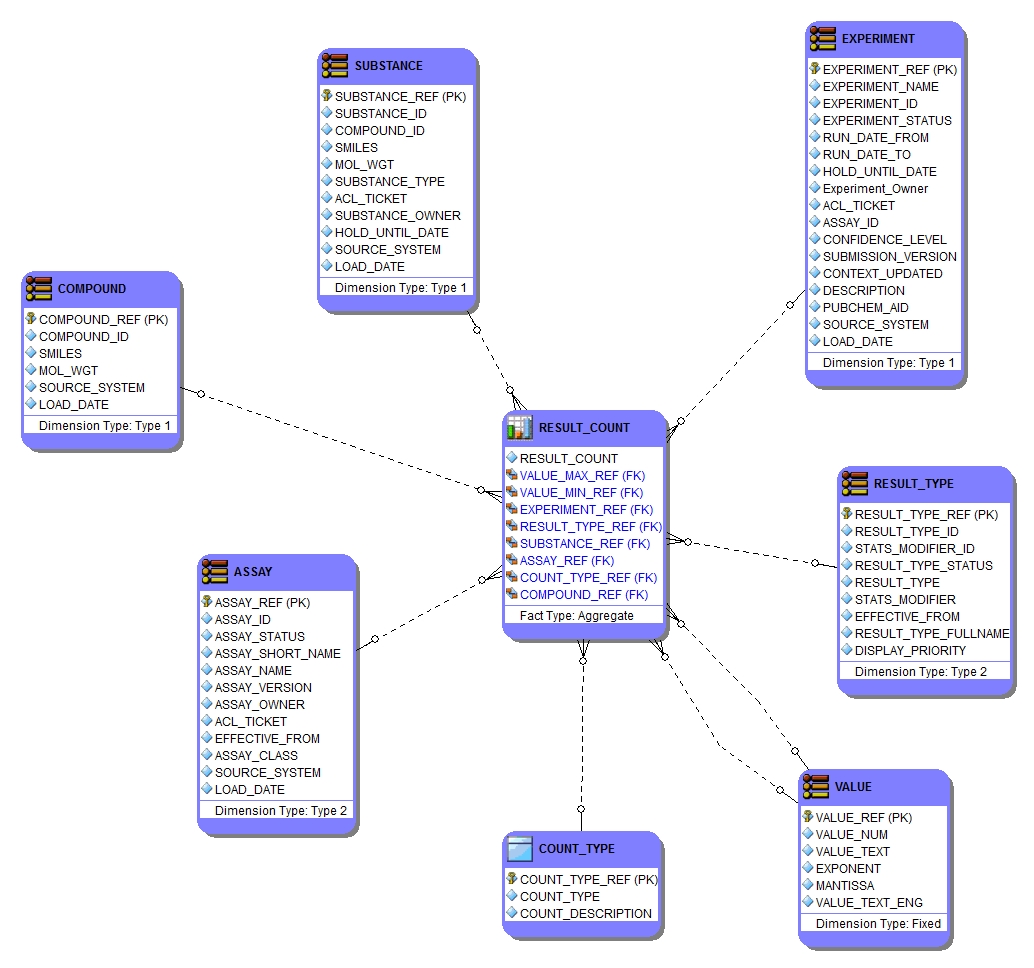 EXPERIMENT
EXPERIMENT_REF (PK)
EXPERIMENT_NAME
EXPERIMENT_ID
EXPERIMENT_STATUS
RUN_DATE_FROM
RUN_DATE_TO
HOLD_UNTIL_DATE
Experiment_Owner
ACL_TICKET
ASSAY_ID
CONFIDENCE_LEVEL
SUBMISSION_VERSION
CONTEXT_UPDATED
DESCRIPTION
PUBCHEM_AID
SOURCE_SYSTEM
LOAD_DATE
Dimension Type: Type 1
SUBSTANCE
SUBSTANCE_REF (PK)
SUBSTANCE_ID
COMPOUND_ID
SMILES
MOL_WGT
SUBSTANCE_TYPE
ACL_TICKET
SUBSTANCE_OWNER
HOLD_UNTIL_DATE
SOURCE_SYSTEM
LOAD_DATE
Dimension Type: Type 1
COMPOUND
COMPOUND_REF (PK)
COMPOUND_ID
SMILES
MOL_WGT
SOURCE_SYSTEM
LOAD_DATE
Dimension Type: Type 1
RESULT_COUNT
RESULT_COUNT
VALUE_MAX_REF (FK)
VALUE_MIN_REF (FK)
EXPERIMENT_REF (FK)
RESULT_TYPE_REF (FK)
SUBSTANCE_REF (FK)
ASSAY_REF (FK)
COUNT_TYPE_REF (FK)
COMPOUND_REF (FK)
Fact Type: Aggregate
RESULT_TYPE
RESULT_TYPE_REF (PK)
RESULT_TYPE_ID
STATS_MODIFIER_ID
RESULT_TYPE_STATUS
RESULT_TYPE
STATS_MODIFIER
EFFECTIVE_FROM
RESULT_TYPE_FULLNAME
DISPLAY_PRIORITY
Dimension Type: Type 2
ASSAY
ASSAY_REF (PK)
ASSAY_ID
ASSAY_STATUS
ASSAY_SHORT_NAME
ASSAY_NAME
ASSAY_VERSION
ASSAY_OWNER
ACL_TICKET
EFFECTIVE_FROM
ASSAY_CLASS
SOURCE_SYSTEM
LOAD_DATE
Dimension Type: Type 2
COUNT_TYPE
COUNT_TYPE_REF (PK)
COUNT_TYPE
COUNT_DESCRIPTION
VALUE
VALUE_REF (PK)
VALUE_NUM
VALUE_TEXT
EXPONENT
MANTISSA
VALUE_TEXT_ENG
Dimension Type: Fixed